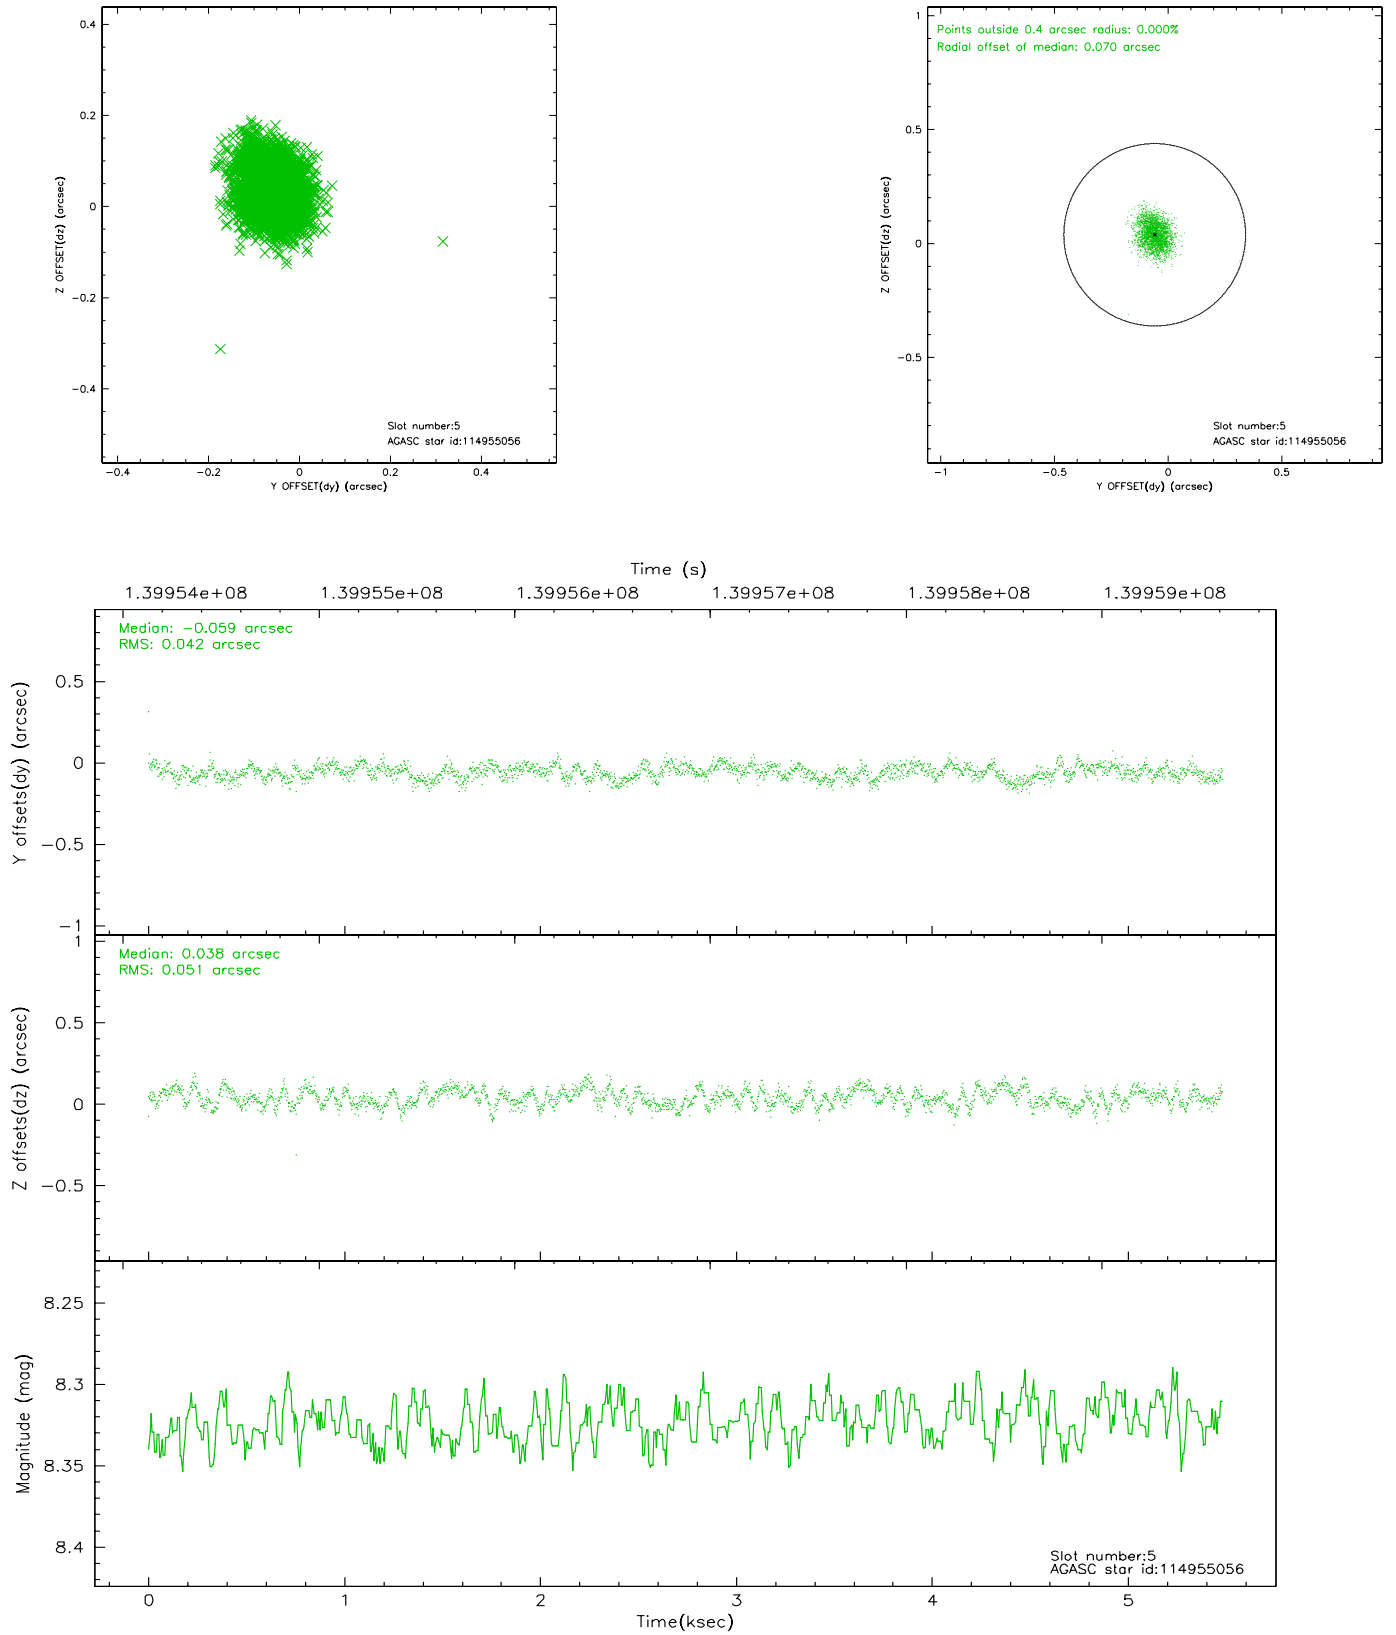 0.4
0.2
0
−0.2
−0.4
Z OFFSET(dz) (arcsec)
Slot number:5
AGASC star id:114955056
−0.4 −0.2 0 0.2 0.4
Y OFFSET(dy) (arcsec)
Points outside 0.4 arcsec radius: 0.000%
Radial offset of median: 0.070 arcsec
1
0.5
0
−0.5
Z OFFSET(dz) (arcsec)
Slot number:5
AGASC star id:114955056
−1 −0.5 0 0.5
Y OFFSET(dy) (arcsec)
Time (s)
1.39954e+08 1.39955e+08 1.39956e+08 1.39957e+08 1.39958e+08 1.39959e+08
Median: −0.059 arcsec
RMS: 0.042 arcsec
0.5
0
−0.5
−1
Y offsets(dy) (arcsec)
Median: 0.038 arcsec
RMS: 0.051 arcsec
1
0.5
0
−0.5
Z offsets(dz) (arcsec)
8.25
8.3
8.35
8.4
Magnitude (mag)
Slot number:5
AGASC star id:114955056
0 1 2 3 4 5
Time(ksec)